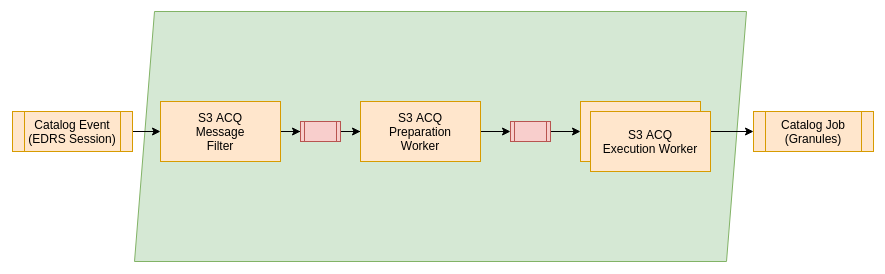 Catalog Event
(EDRS Session)
S3 ACQ
Message
Filter
S3 ACQ
Preparation
Worker
S3 ACQ
Execution Worker
Catalog Job
(Granules)